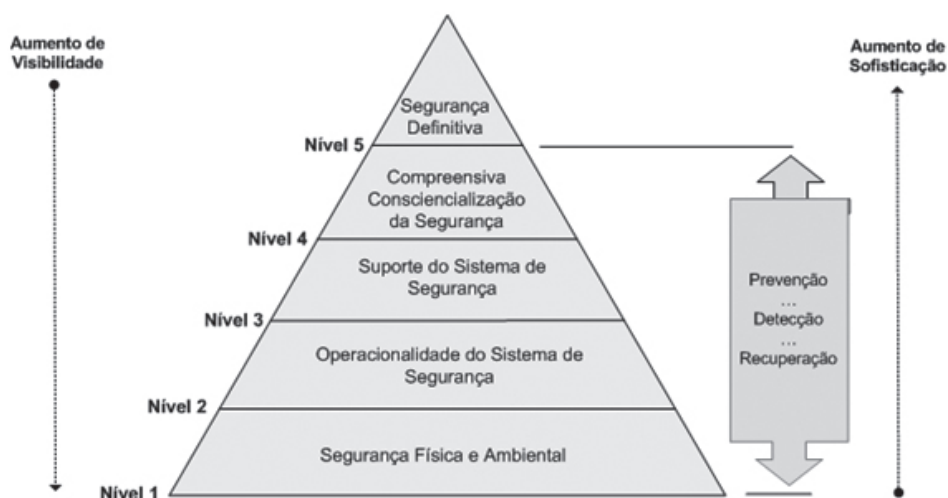 Aumento de
Visibilidade
Aumento de
Sofisticação
Segurança
Definitiva
Nível 5
Compreensiva
Consciencialização
da Segurança
Nível 4
Suporte do Sistema de
Segurança
Nível 3
Operacionalidade do Sistema de
Segurança
Nível 2
Segurança Física e Ambiental
Nível 1
Prevenção
...
Detecção
...
Recuperação